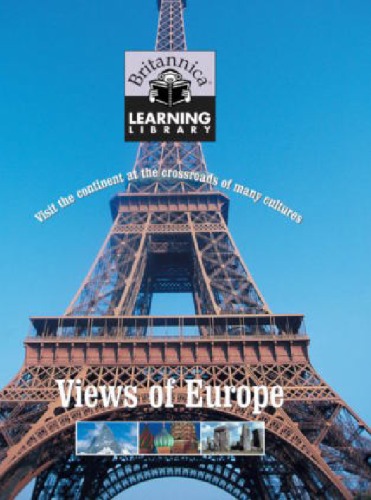 Britannica®
LEARNING
LIBRARY
Visit the continent at the crossroads of many cultures
Views of Europe